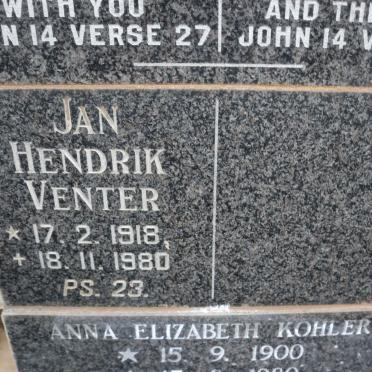 WITH YOU
N 14 VERSE 27
AND TH
JOHN 14 V
JAN
HENDRIK
VENTER
* 17. 2. 1918.
+ 18. 11. 1980
PS. 23.
ANNA ELIZABETH KOHLER
* 15 9. 1900